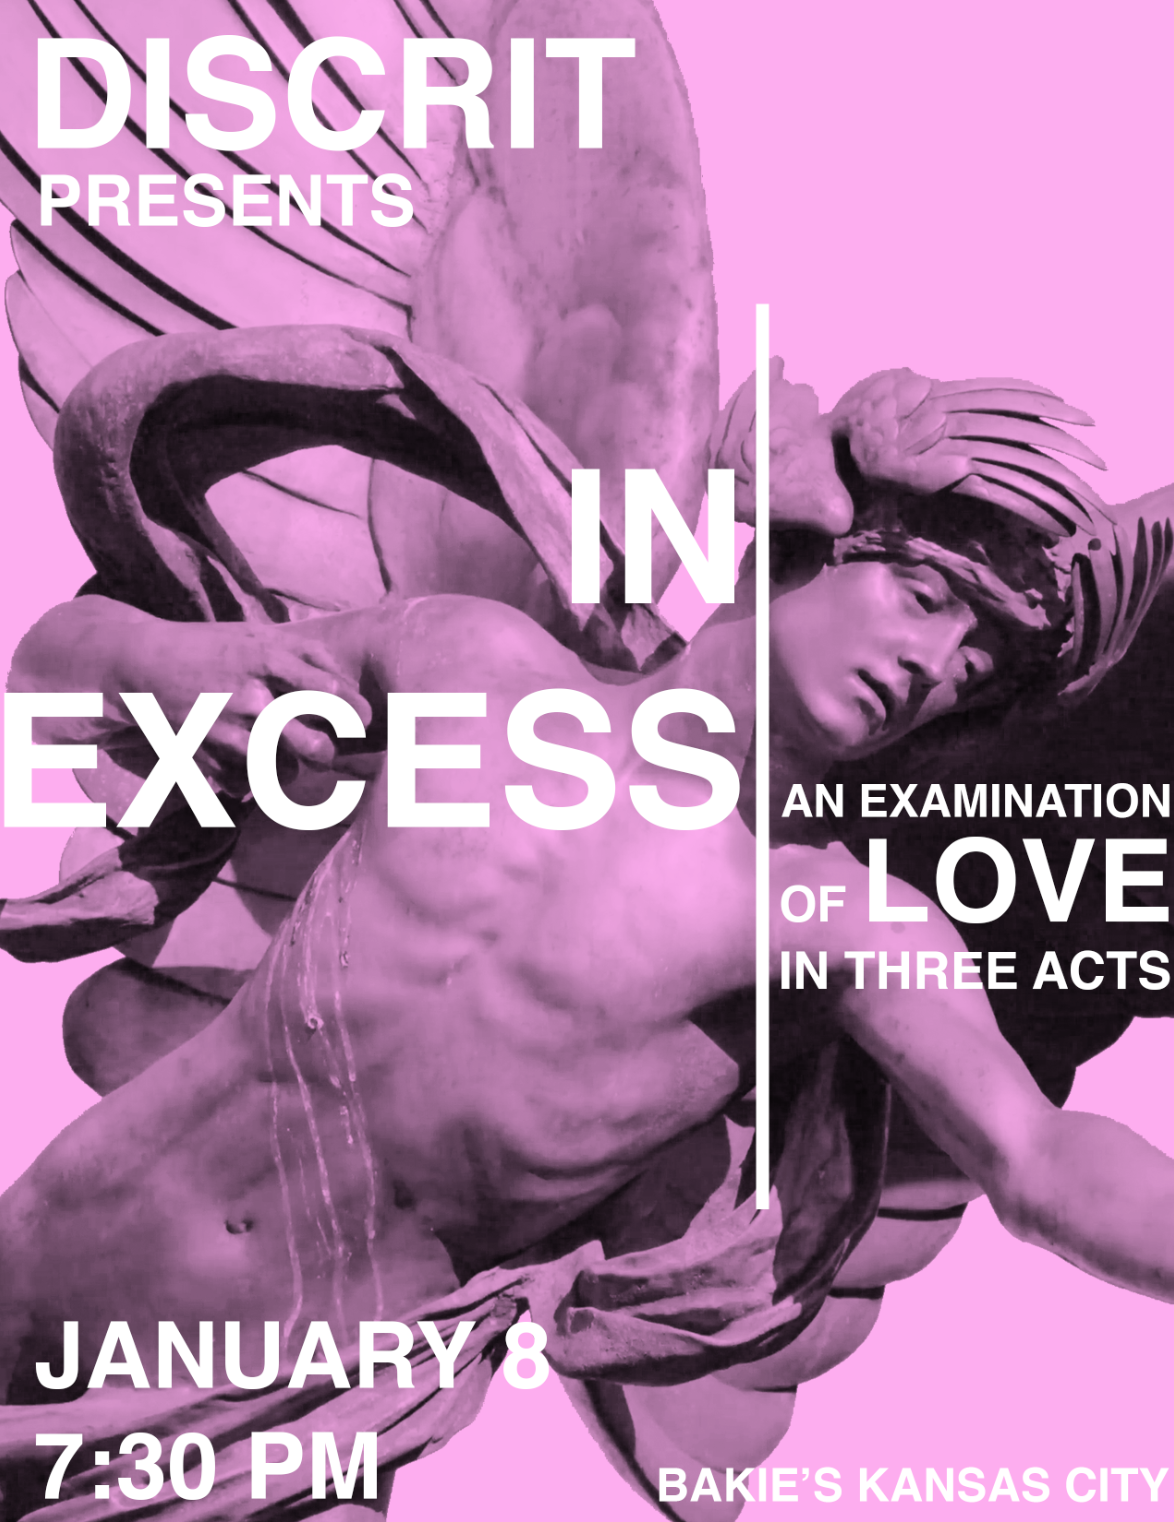 DISCRIT
PRESENTS
IN
EXCESS
AN EXAMINATION
OF LOVE
IN THREE ACTS
JANUARY 8
7:30 PM
BAKIE’S KANSAS CITY